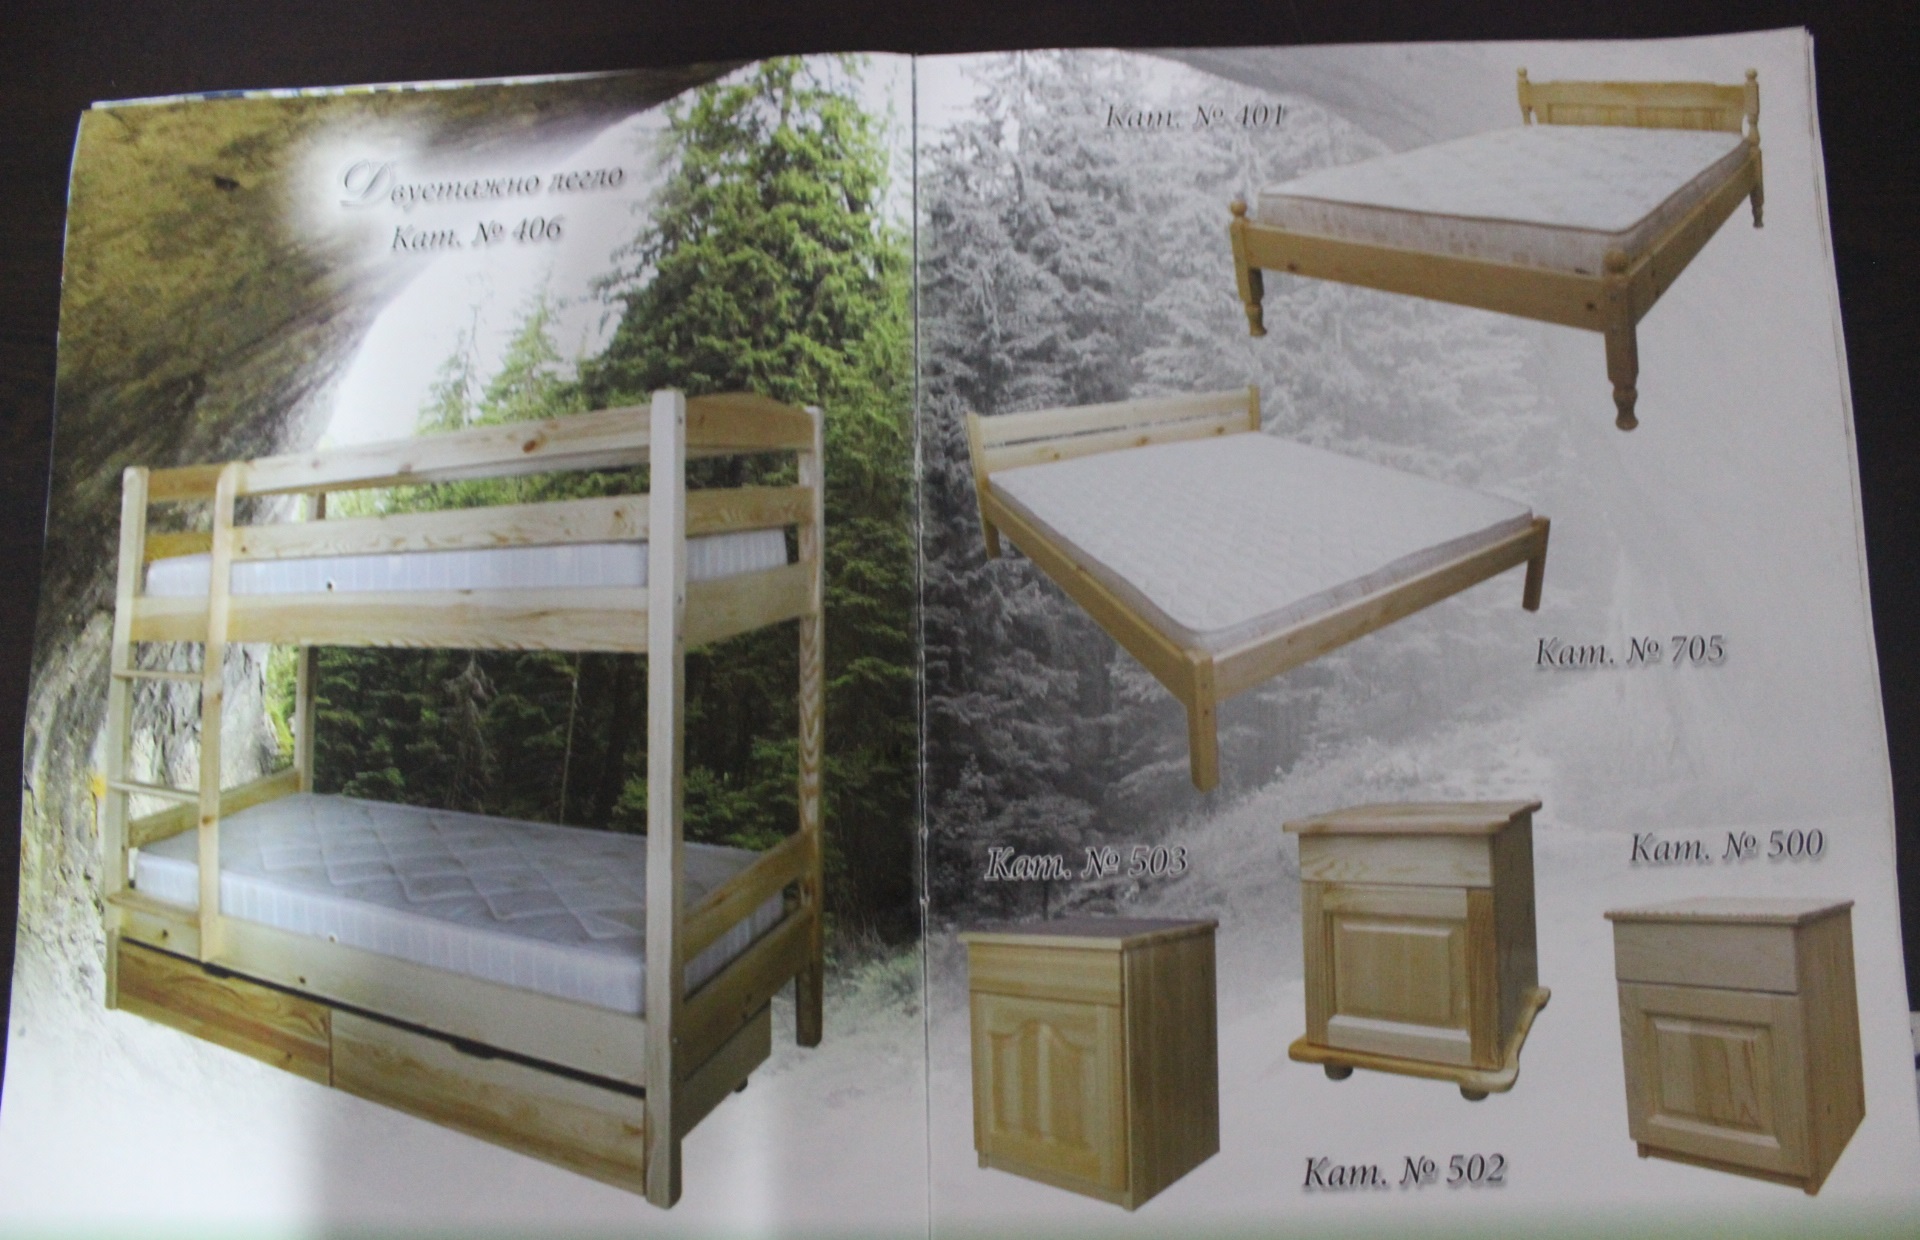 Двуетажно легло
Кат. № 406
Кат. № 401
Кат. № 705
Кат. № 503
Кат. № 500
Кат. № 502